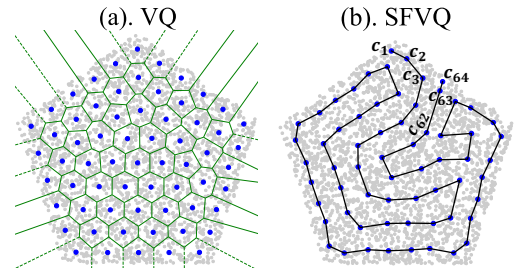 (a). VQ
(b). SFVQ
c₁
c₂
c₃
c₆₄
c₆₃
c₆₂